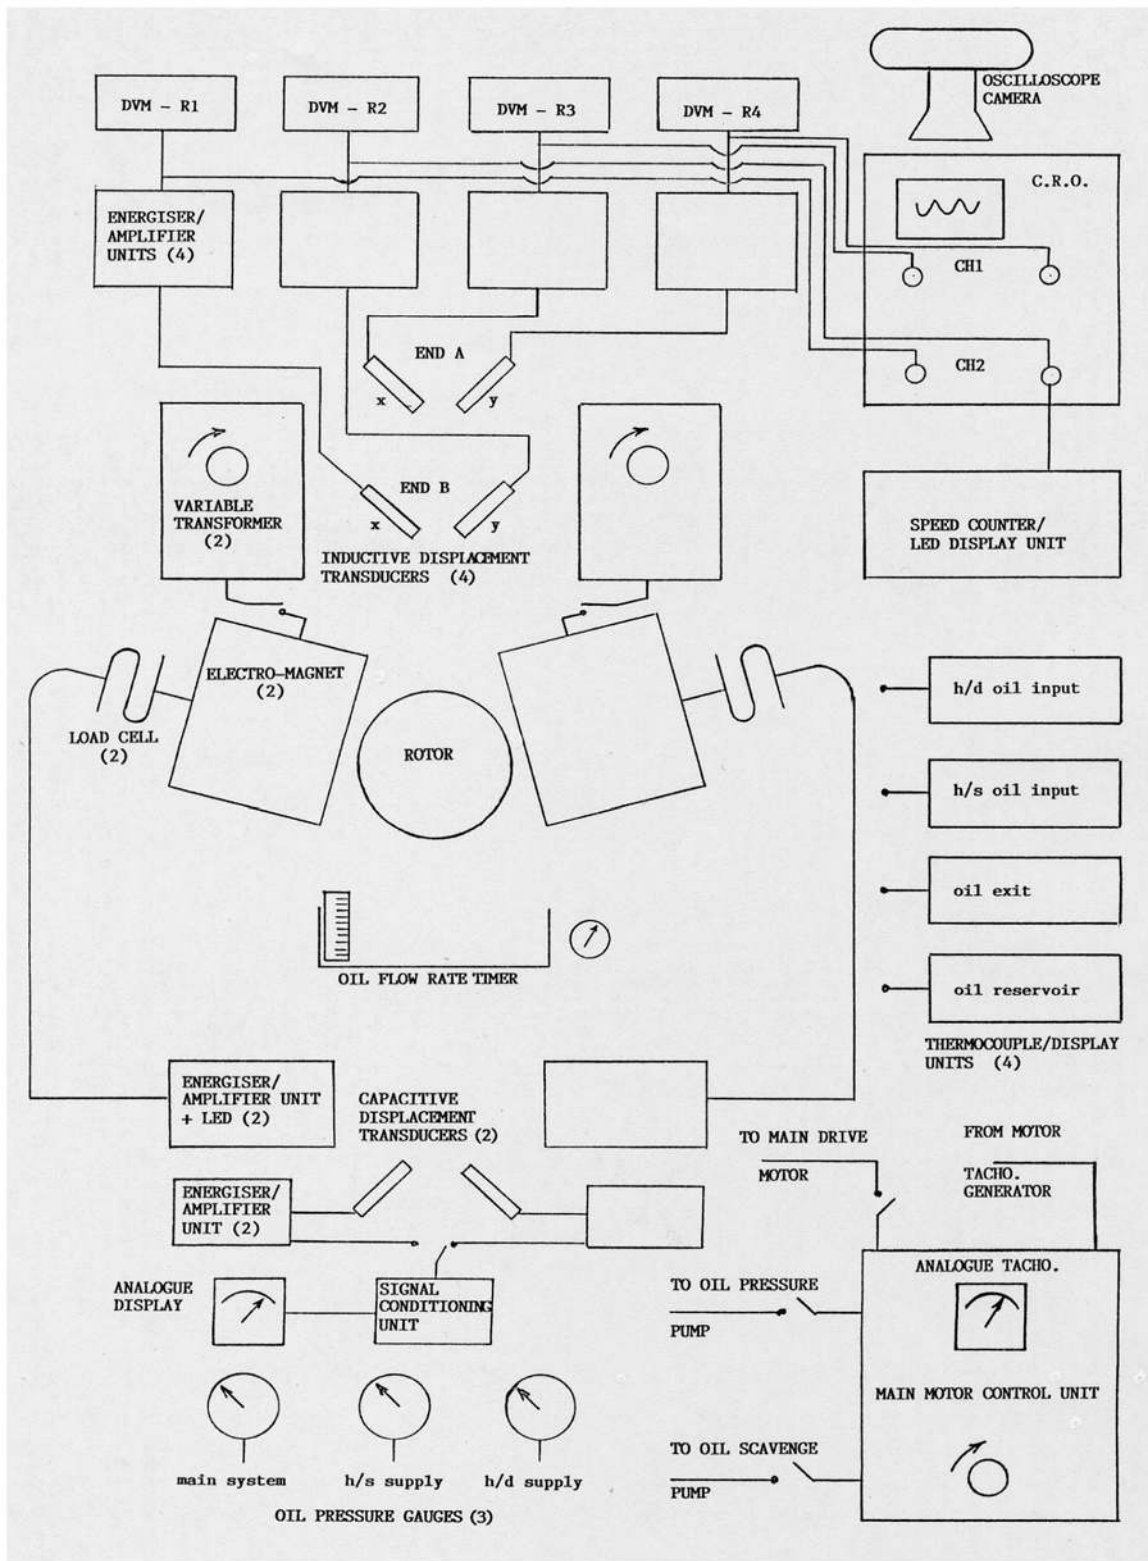 DVM - R1
DVM - R2
DVM - R3
DVM - R4
OSCILLOSCOPE
CAMERA
C.R.O.
ENERGISER/
AMPLIFIER
UNITS (4)
CH1
CH2
END A
x
y
END B
x
y
VARIABLE
TRANSFORMER
(2)
INDUCTIVE DISPLACEMENT
TRANSDUCERS (4)
SPEED COUNTER/
LED DISPLAY UNIT
ELECTRO-MAGNET
(2)
LOAD CELL
(2)
ROTOR
h/d oil input
h/s oil input
oil exit
oil reservoir
THERMOCOUPLE/DISPLAY
UNITS (4)
OIL FLOW RATE TIMER
ENERGISER/
AMPLIFIER UNIT
+ LED (2)
CAPACITIVE
DISPLACEMENT
TRANSDUCERS (2)
ENERGISER/
AMPLIFIER
UNIT (2)
TO MAIN DRIVE
MOTOR
FROM MOTOR
TACHO.
GENERATOR
ANALOGUE
DISPLAY
SIGNAL
CONDITIONING
UNIT
TO OIL PRESSURE
PUMP
ANALOGUE TACHO.
MAIN MOTOR CONTROL UNIT
TO OIL SCAVENGE
PUMP
main system
h/s supply
h/d supply
OIL PRESSURE GAUGES (3)